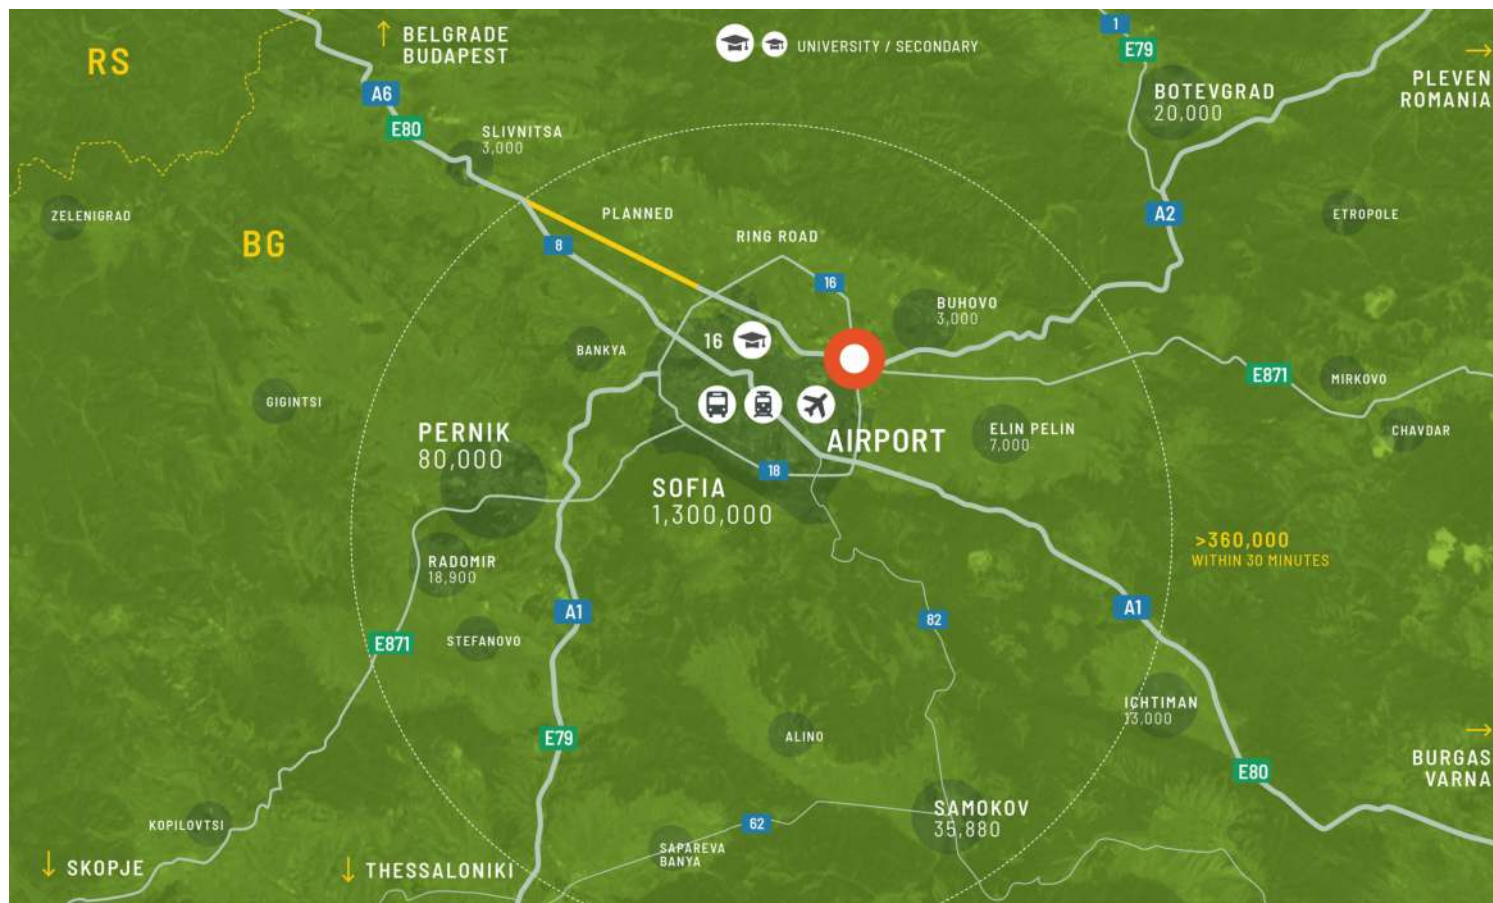 BELGRADE
BUDAPEST
UNIVERSITY / SECONDARY
1
E79
RS
PLEVEN
ROMANIA
A6
BOTEVGRAD
20,000
E80
SLIVNITSA
3,000
ZELENIGRAD
PLANNED
A2
ETROPOLE
BG
8
RING ROAD
16
BUHOVO
3,000
16
BANKYA
E871
MIRKOVO
GIGINTSI
PERNIK
80,000
AIRPORT
ELIN PELIN
7,000
CHAVDAR
18
SOFIA
1,300,000
>360,000
WITHIN 30 MINUTES
RADOMIR
18,900
A1
82
A1
E871
STEFANOVO
ICHTIMAN
13.000
E79
ALINO
BURGAS
VARNA
E80
SAMOKOV
35,880
KOPILOVTSI
62
SAPAREVA
BANYA
SKOPJE
THESSALONIKI